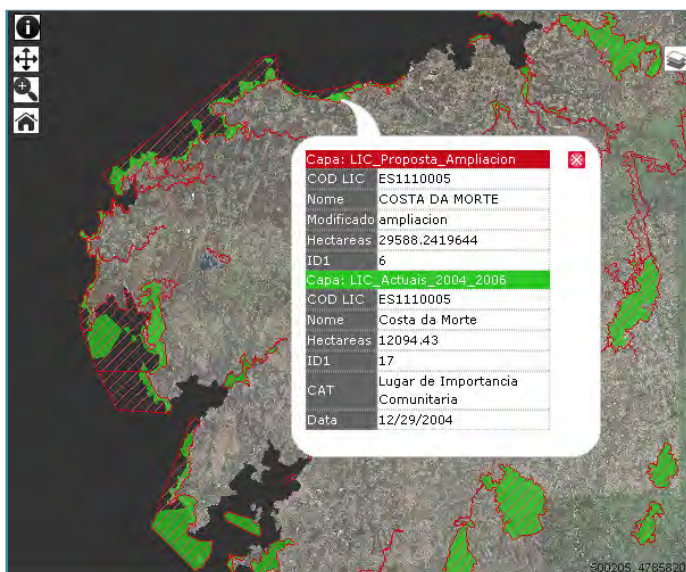 Capa: LIC_Proposta_Ampliacion
COD LIC ES1110005
Nome COSTA DA MORTE
Modificado ampliacion
Hectareas 29588.2419644
ID1 6
Capa: LIC_Actuais_2004_2006
COD LIC ES1110005
Nome Costa da Morte
Hectareas 12094.43
ID1 17
CAT Lugar de Importancia
Comunitaria
Data 12/29/2004
500205, 4785820